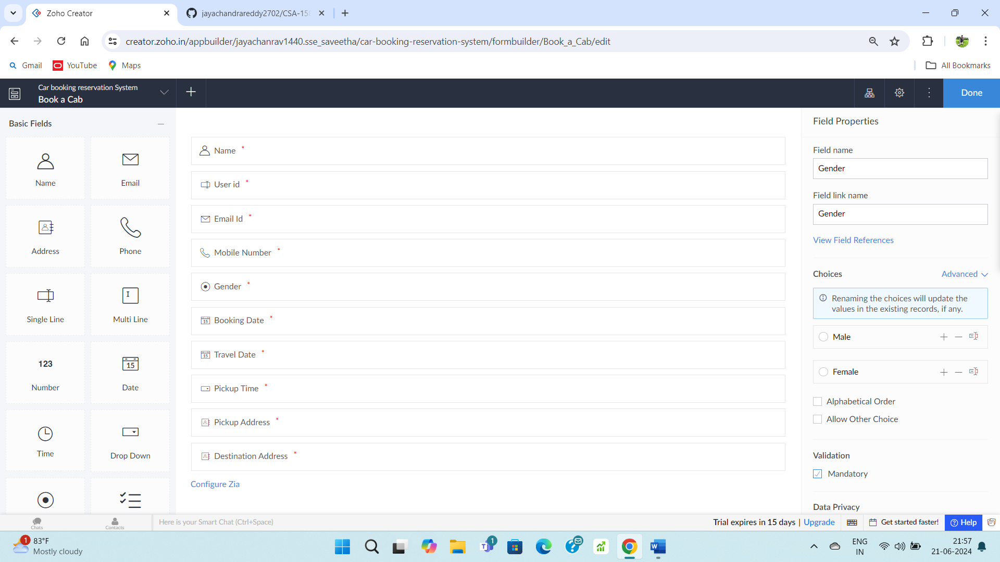 Zoho Creator
jayachandrareddy2702/CSA-158
creator.zoho.in/appbuilder/jayachanrav1440.sse_saveetha/car-booking-reservation-system/formbuilder/Book_a_Cab/edit
Gmail
YouTube
Maps
All Bookmarks
Car booking reservation System
Book a Cab
Done
Basic Fields
Name
Email
Address
Phone
Single Line
Multi Line
123
Number
15
Date
Time
Drop Down
Name *
User id *
Email Id *
Mobile Number *
Gender *
15 Booking Date *
15 Travel Date *
Pickup Time *
Pickup Address *
Destination Address *
Configure Zia
Field Properties
Field name
Gender
Field link name
Gender
View Field References
Choices
Advanced
Renaming the choices will update the
values in the existing records, if any.
Male
Female
Alphabetical Order
Allow Other Choice
Validation
Mandatory
Data Privacy
Chats
Contacts
Here is your Smart Chat (Ctrl+Space)
Trial expires in 15 days | Upgrade
Get started faster!
Help
1
83°F
Mostly cloudy
1
ENG
IN
21:57
21-06-2024